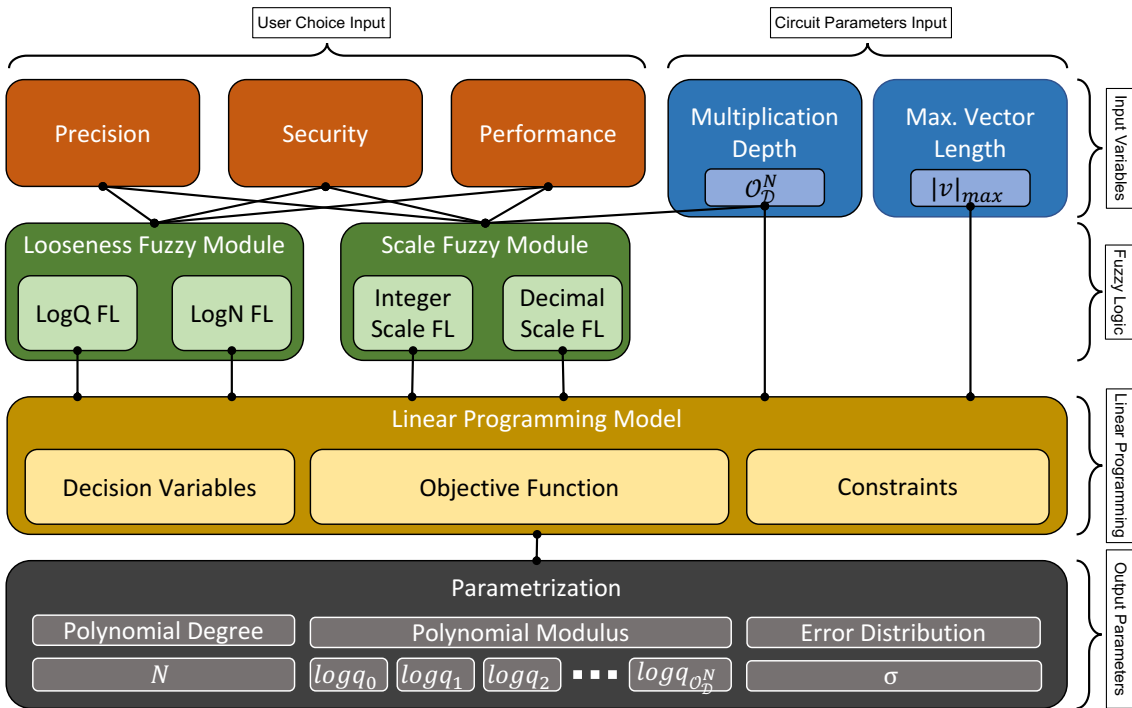 User Choice Input
Circuit Parameters Input
Precision
Security
Performance
Multiplication
Depth
𝒪_𝒟^N
Max. Vector
Length
|v|_max
Input Variables
Looseness Fuzzy Module
LogQ FL
LogN FL
Scale Fuzzy Module
Integer
Scale FL
Decimal
Scale FL
Fuzzy Logic
Linear Programming Model
Decision Variables
Objective Function
Constraints
Linear Programming
Parametrization
Polynomial Degree
Polynomial Modulus
Error Distribution
N
logq_0
logq_1
logq_2
logq_{𝒪_𝒟^N}
σ
Output Parameters